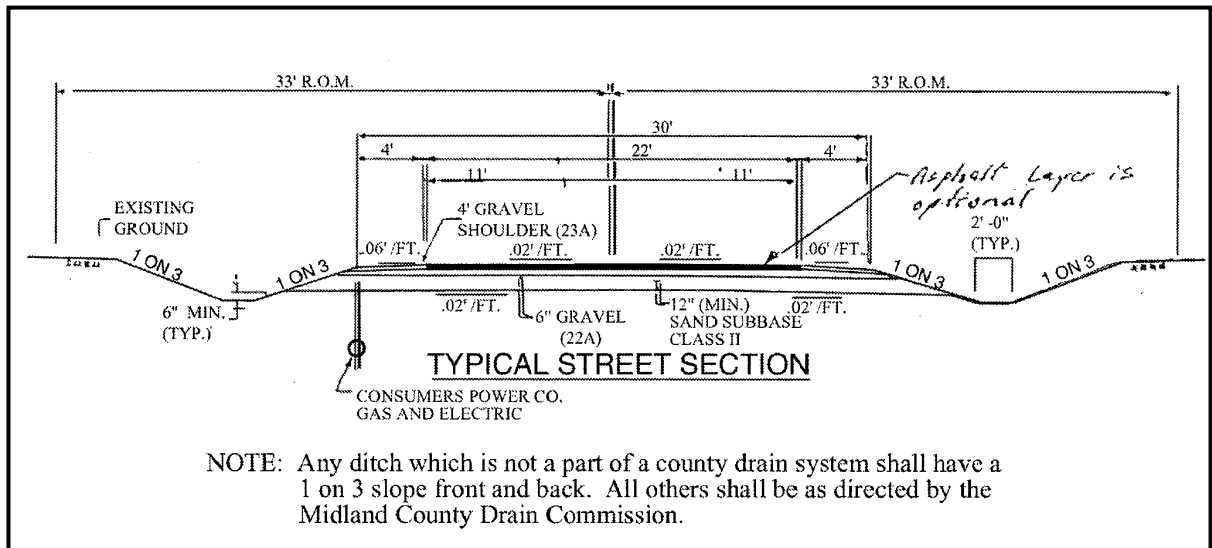 33' R.O.M. 33' R.O.M.
30'
4' 22' 4'
11' 11'
Asphalt Layer is
optional
EXISTING
GROUND
4' GRAVEL
SHOULDER (23A)
2' -0"
(TYP.)
1 ON 3 1 ON 3 .06' /FT. .02' /FT. .02' /FT. .06' /FT. 1 ON 3 1 ON 3
6" MIN.
(TYP.)
.02' /FT. .02' /FT.
6" GRAVEL
(22A)
12" (MIN.)
SAND SUBBASE
CLASS II
TYPICAL STREET SECTION
CONSUMERS POWER CO.
GAS AND ELECTRIC
NOTE: Any ditch which is not a part of a county drain system shall have a
1 on 3 slope front and back. All others shall be as directed by the
Midland County Drain Commission.